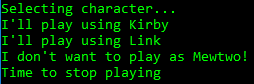 Selecting character...
I'll play using Kirby
I'll play using Link
I don't want to play as Mewtwo!
Time to stop playing